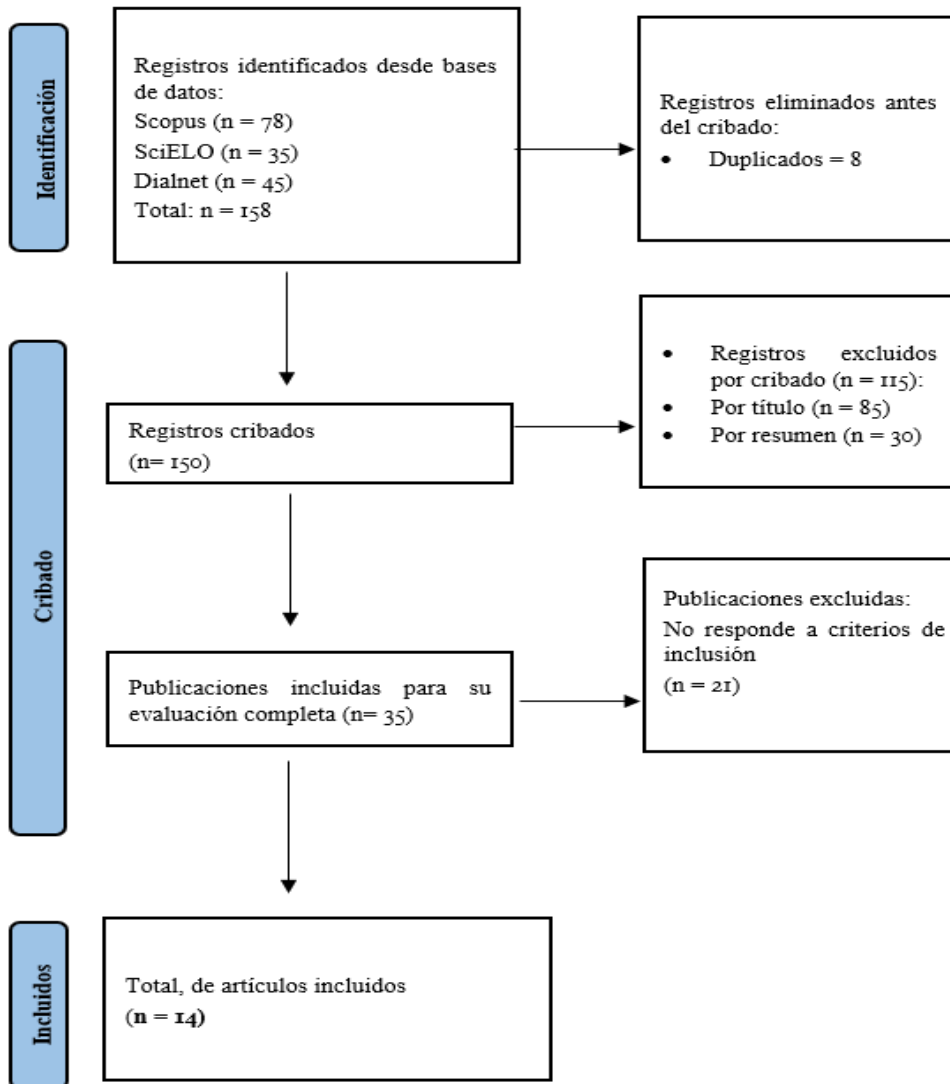 Identificación
Registros identificados desde bases
de datos:
Scopus (n = 78)
SciELO (n = 35)
Dialnet (n = 45)
Total: n = 158
Registros eliminados antes
del cribado:
• Duplicados = 8
Cribado
Registros cribados
(n= 150)
• Registros excluidos
por cribado (n = 115):
• Por título (n = 85)
• Por resumen (n = 30)
Publicaciones incluidas para su
evaluación completa (n= 35)
Publicaciones excluidas:
No responde a criterios de
inclusión
(n = 21)
Incluidos
Total, de artículos incluidos
(n = 14)